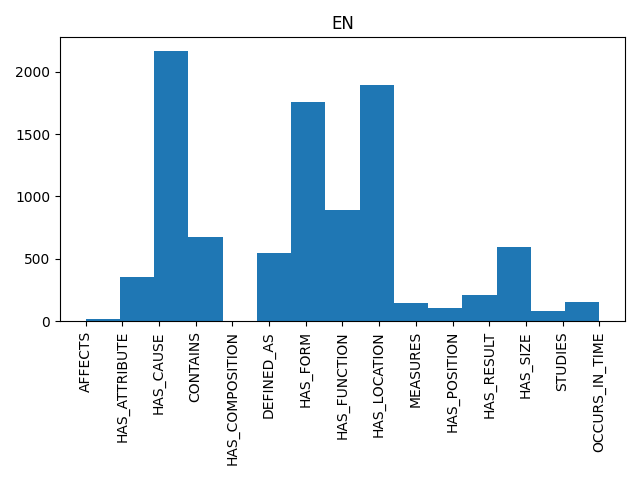 EN
2000
1500
1000
500
0
AFFECTS
HAS_ATTRIBUTE
HAS_CAUSE
CONTAINS
HAS_COMPOSITION
DEFINED_AS
HAS_FORM
HAS_FUNCTION
HAS_LOCATION
MEASURES
HAS_POSITION
HAS_RESULT
HAS_SIZE
STUDIES
OCCURS_IN_TIME